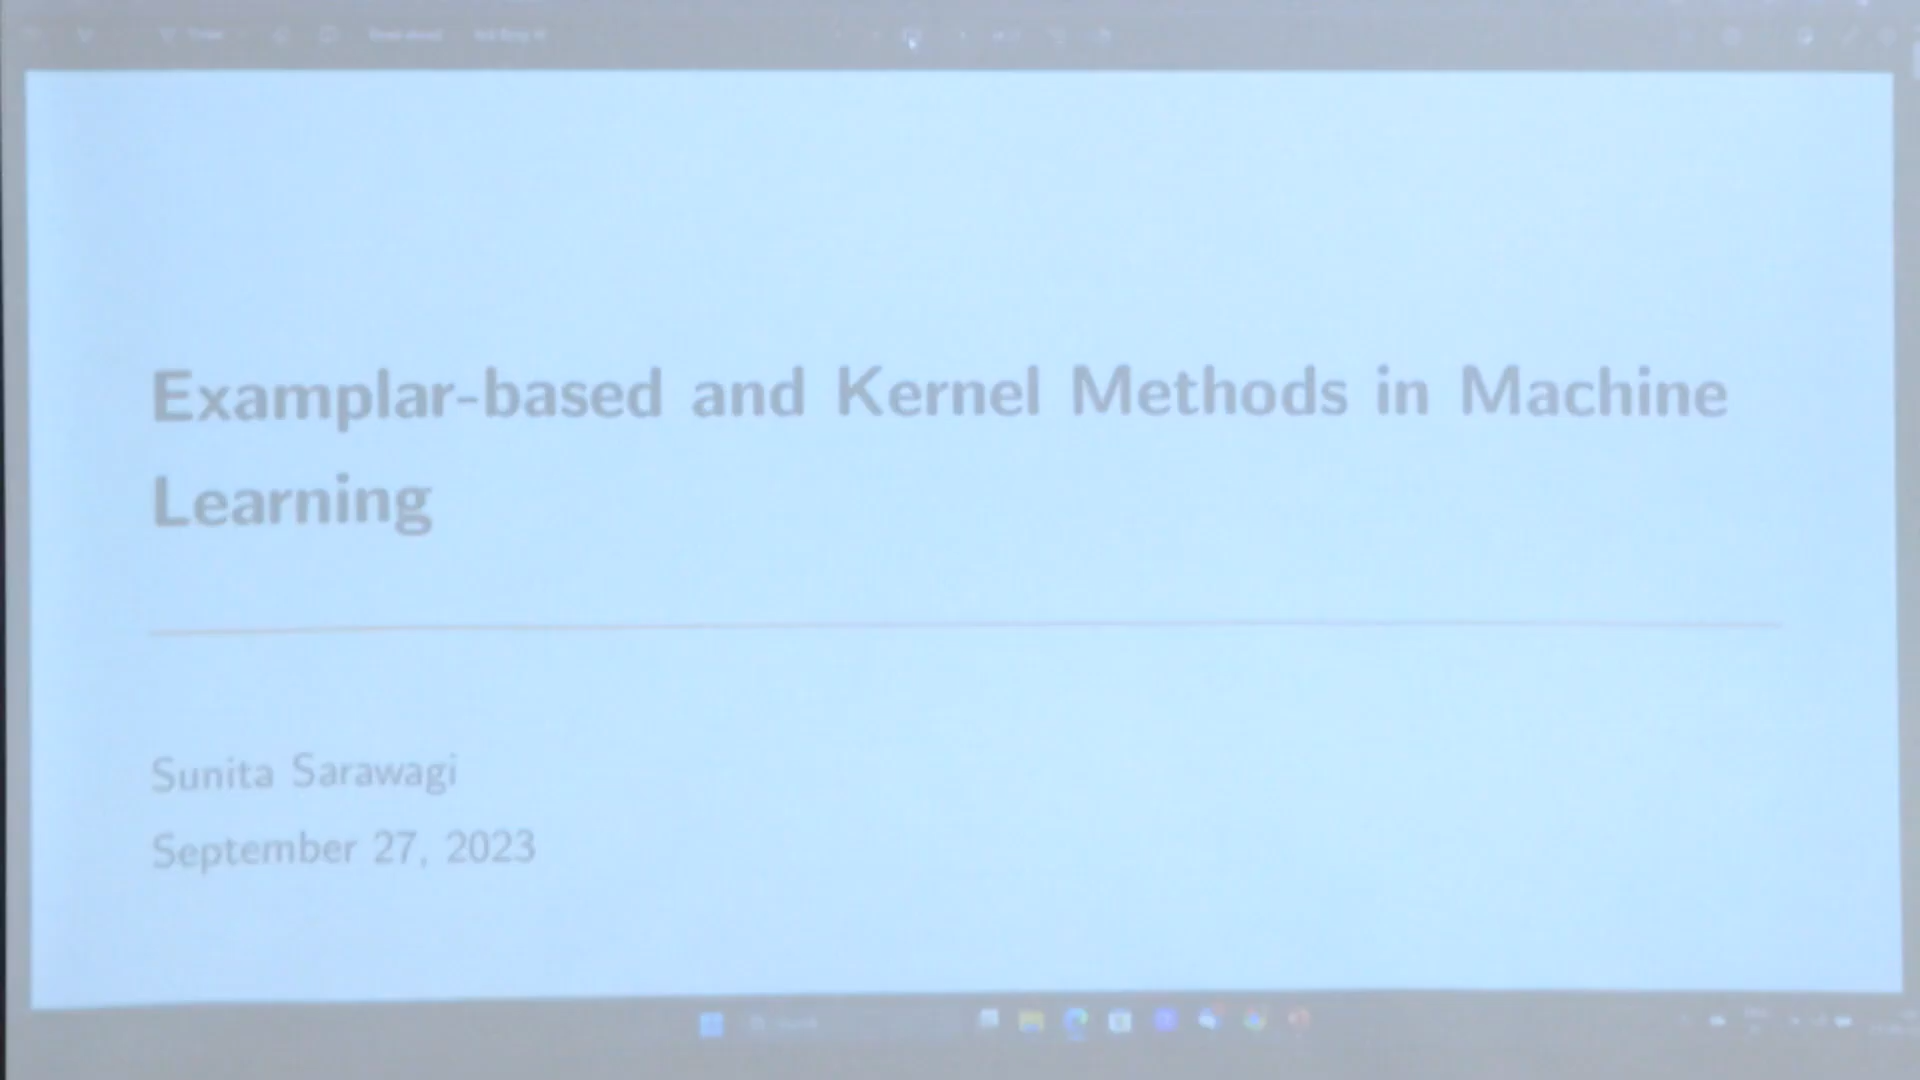 Examplar-based and Kernel Methods in Machine
Learning
Sunita Sarawagi
September 27, 2023